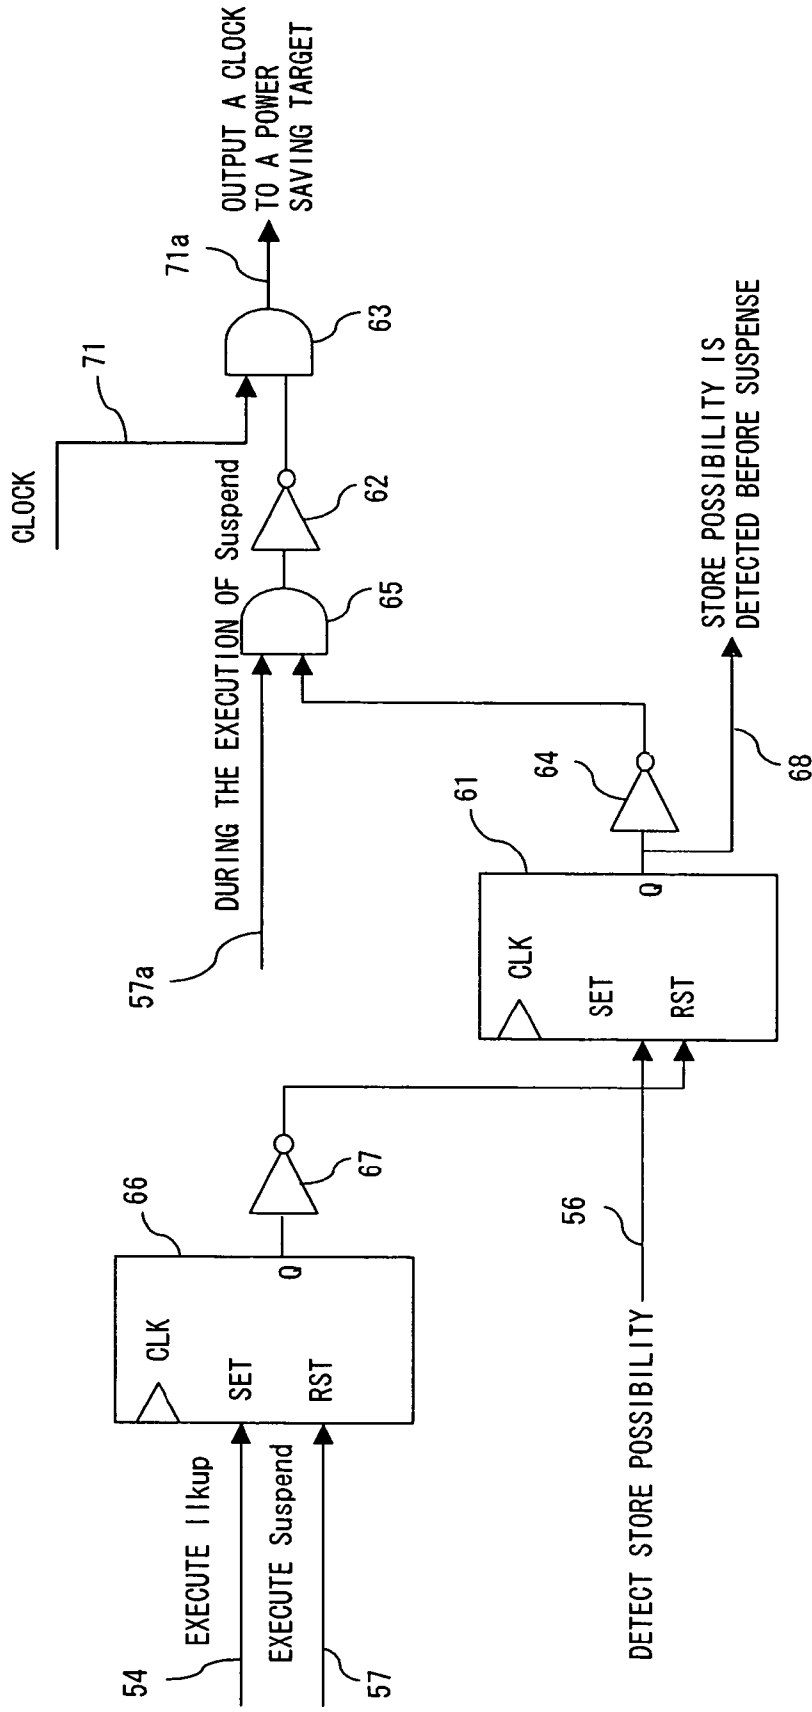 CLOCK
71
71a
OUTPUT A CLOCK
TO A POWER
SAVING TARGET
63
DURING THE EXECUTION OF Suspend
57a
65
62
EXECUTE llkup
54
EXECUTE Suspend
57
66
CLK
SET
RST
Q
67
61
CLK
SET
RST
Q
64
DETECT STORE POSSIBILITY
56
68
STORE POSSIBILITY IS
DETECTED BEFORE SUSPENSE